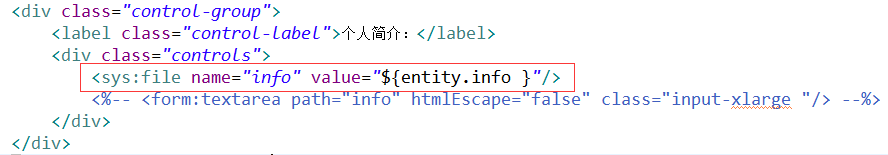 <div class="control-group">
<label class="control-label">个人简介：</label>
<div class="controls">
<sys:file name="info" value="${entity.info }"/>
<%-- <form:textarea path="info" htmlEscape="false" class="input-xlarge "/> --%>
</div>
</div>